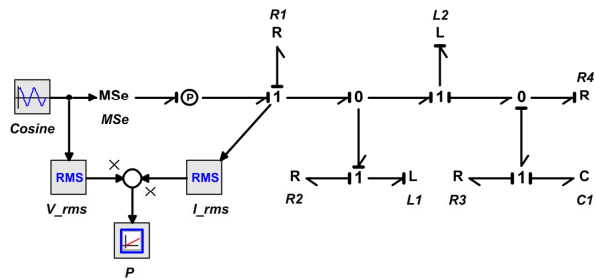 R1
R
L2
L
Cosine
MSe
MSe
P
1
0
1
0
R
R4
RMS
V_rms
×
×
RMS
I_rms
R
R2
1
L
L1
R
R3
1
C
C1
P